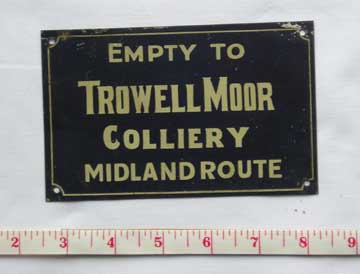 EMPTY TO
TROWELL MOOR
COLLIERY
MIDLAND ROUTE
2 3 4 5 6 7 8 9